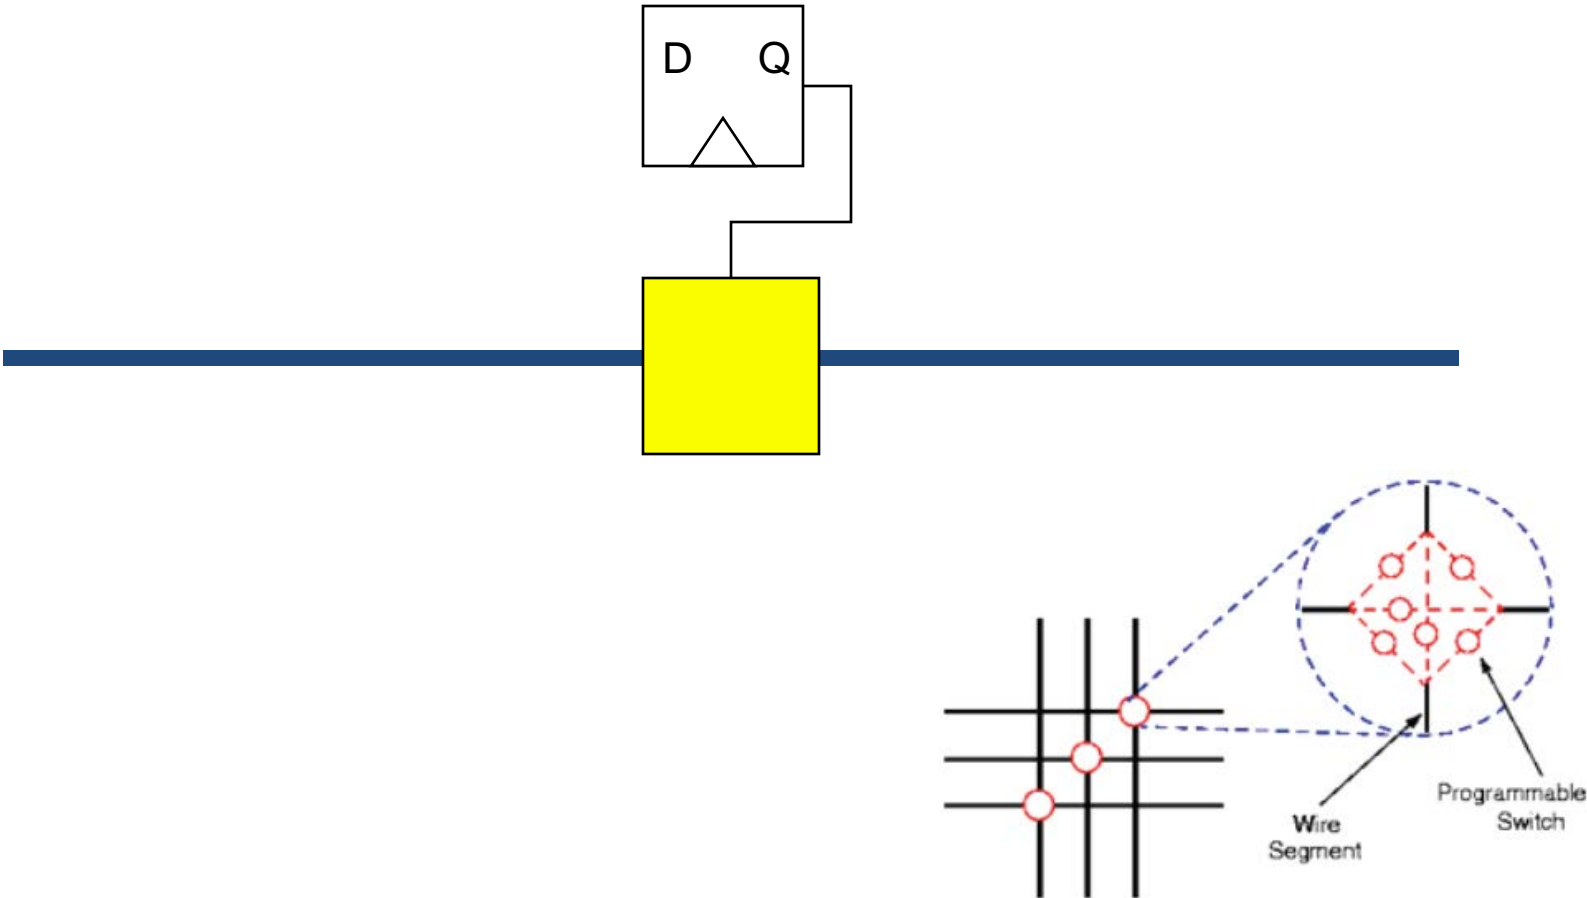 D Q
Programmable
Switch
Wire
Segment